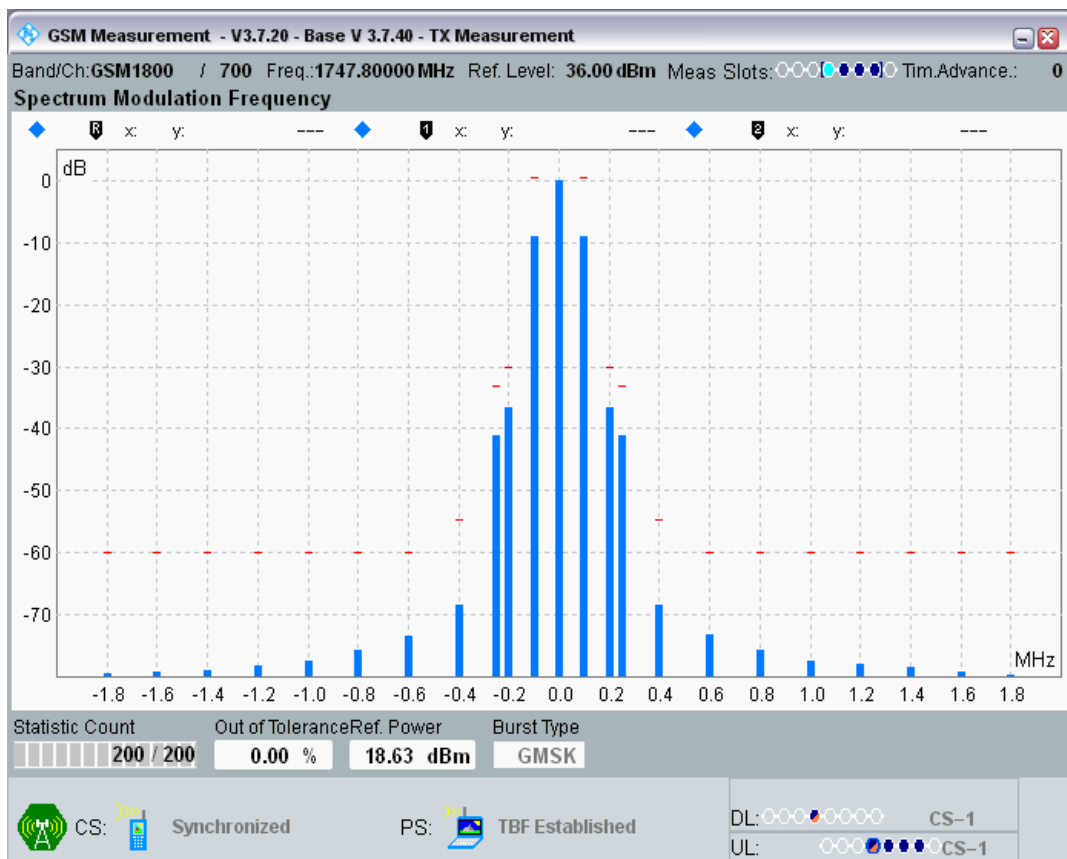 GSM Measurement - V3.7.20 - Base V 3.7.40 - TX Measurement
Band/Ch:GSM1800 / 700 Freq.:1747.80000 MHz Ref. Level: 36.00 dBm Meas Slots: Tim.Advance.: 0
Spectrum Modulation Frequency
R x: y: --- 1 x: y: --- 2 x: y: ---
dB
0
-10
-20
-30
-40
-50
-60
-70
MHz
-1.8 -1.6 -1.4 -1.2 -1.0 -0.8 -0.6 -0.4 -0.2 0.0 0.2 0.4 0.6 0.8 1.0 1.2 1.4 1.6 1.8
Statistic Count Out of Tolerance Ref. Power Burst Type
200 / 200 0.00 % 18.63 dBm GMSK
CS: Synchronized PS: TBF Established
DL: CS-1
UL: CS-1